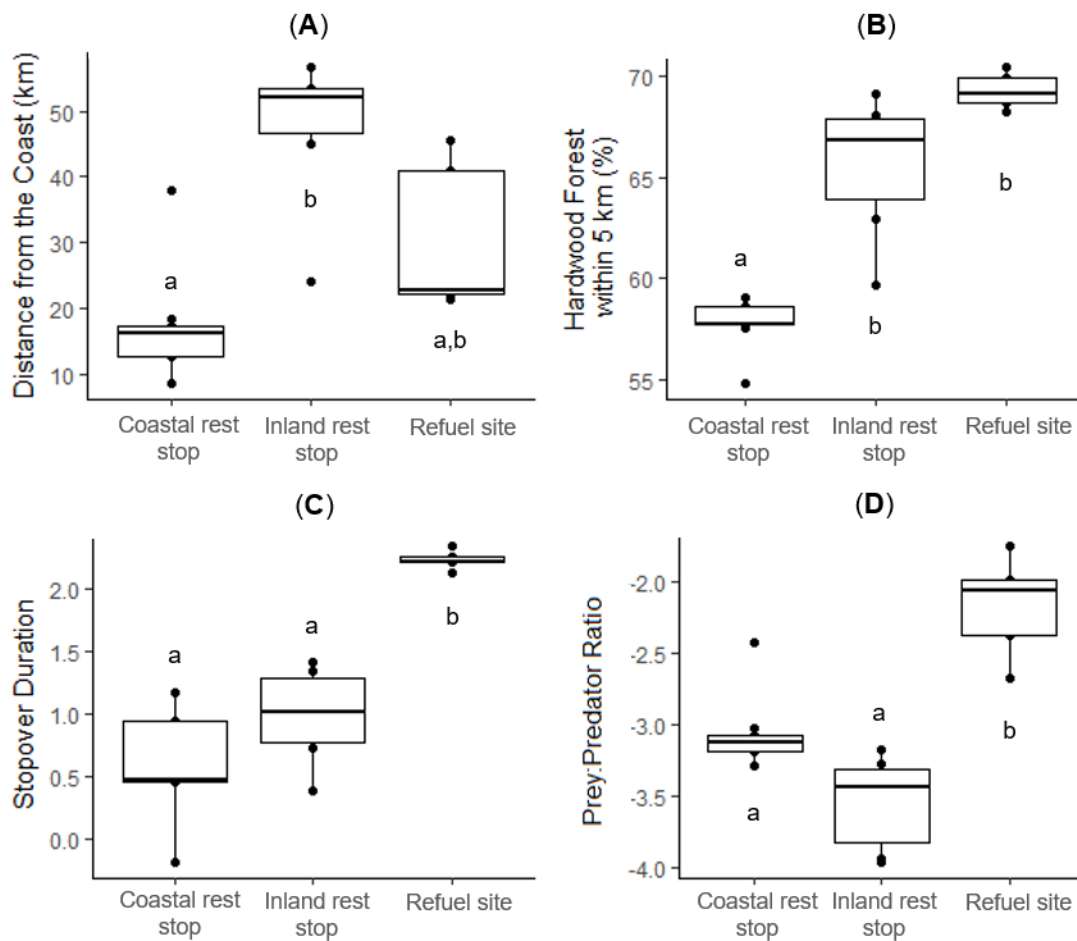 (A)
Distance from the Coast (km)
50
40
30
20
10
a
b
a,b
Coastal rest
stop
Inland rest
stop
Refuel site
(B)
Hardwood Forest
within 5 km (%)
70
65
60
55
a
b
b
Coastal rest
stop
Inland rest
stop
Refuel site
(C)
Stopover Duration
2.0
1.5
1.0
0.5
0.0
a
a
b
Coastal rest
stop
Inland rest
stop
Refuel site
(D)
Prey:Predator Ratio
-2.0
-2.5
-3.0
-3.5
-4.0
a
a
b
Coastal rest
stop
Inland rest
stop
Refuel site